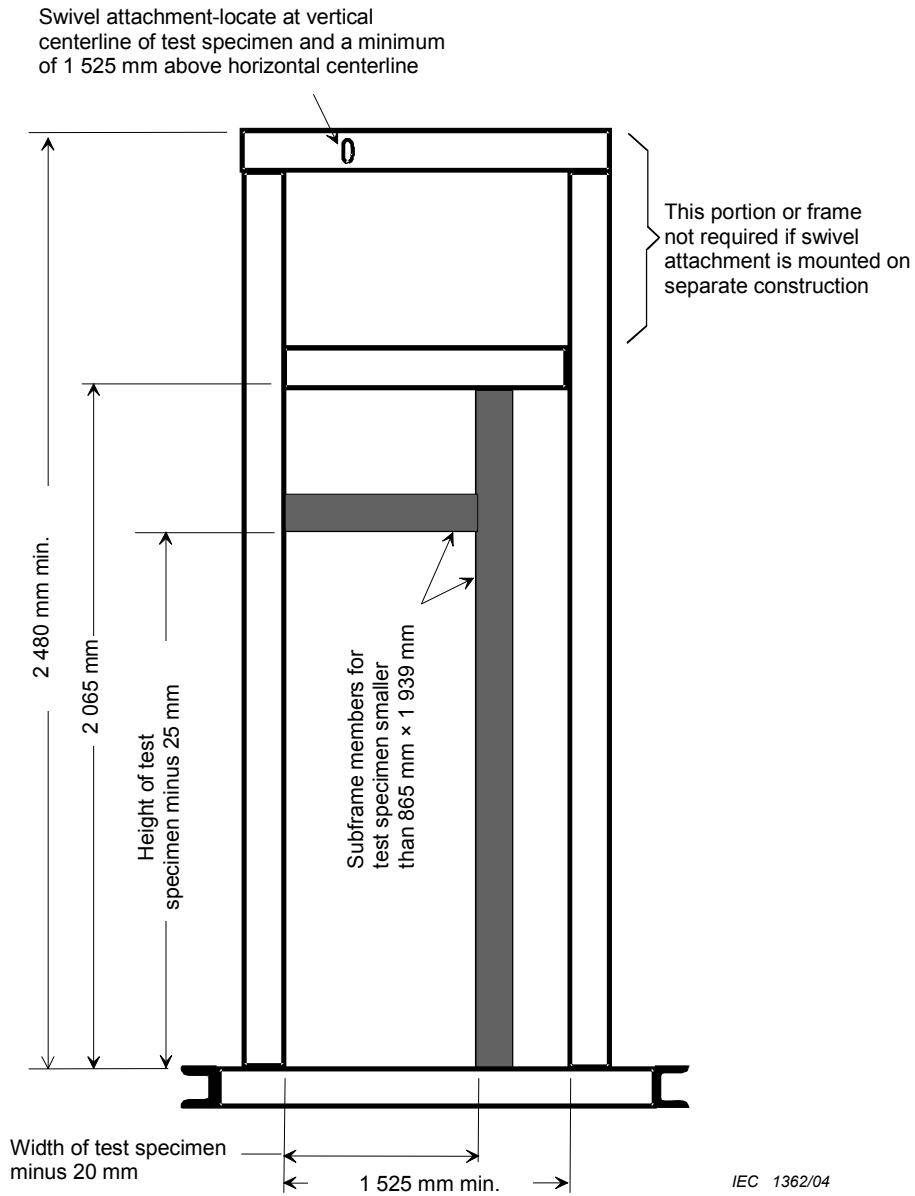 Swivel attachment-locate at vertical
centerline of test specimen and a minimum
of 1 525 mm above horizontal centerline
This portion or frame
not required if swivel
attachment is mounted on
separate construction
2 480 mm min.
2 065 mm
Height of test
specimen minus 25 mm
Subframe members for
test specimen smaller
than 865 mm × 1 939 mm
Width of test specimen
minus 20 mm
1 525 mm min.
IEC 1362/04